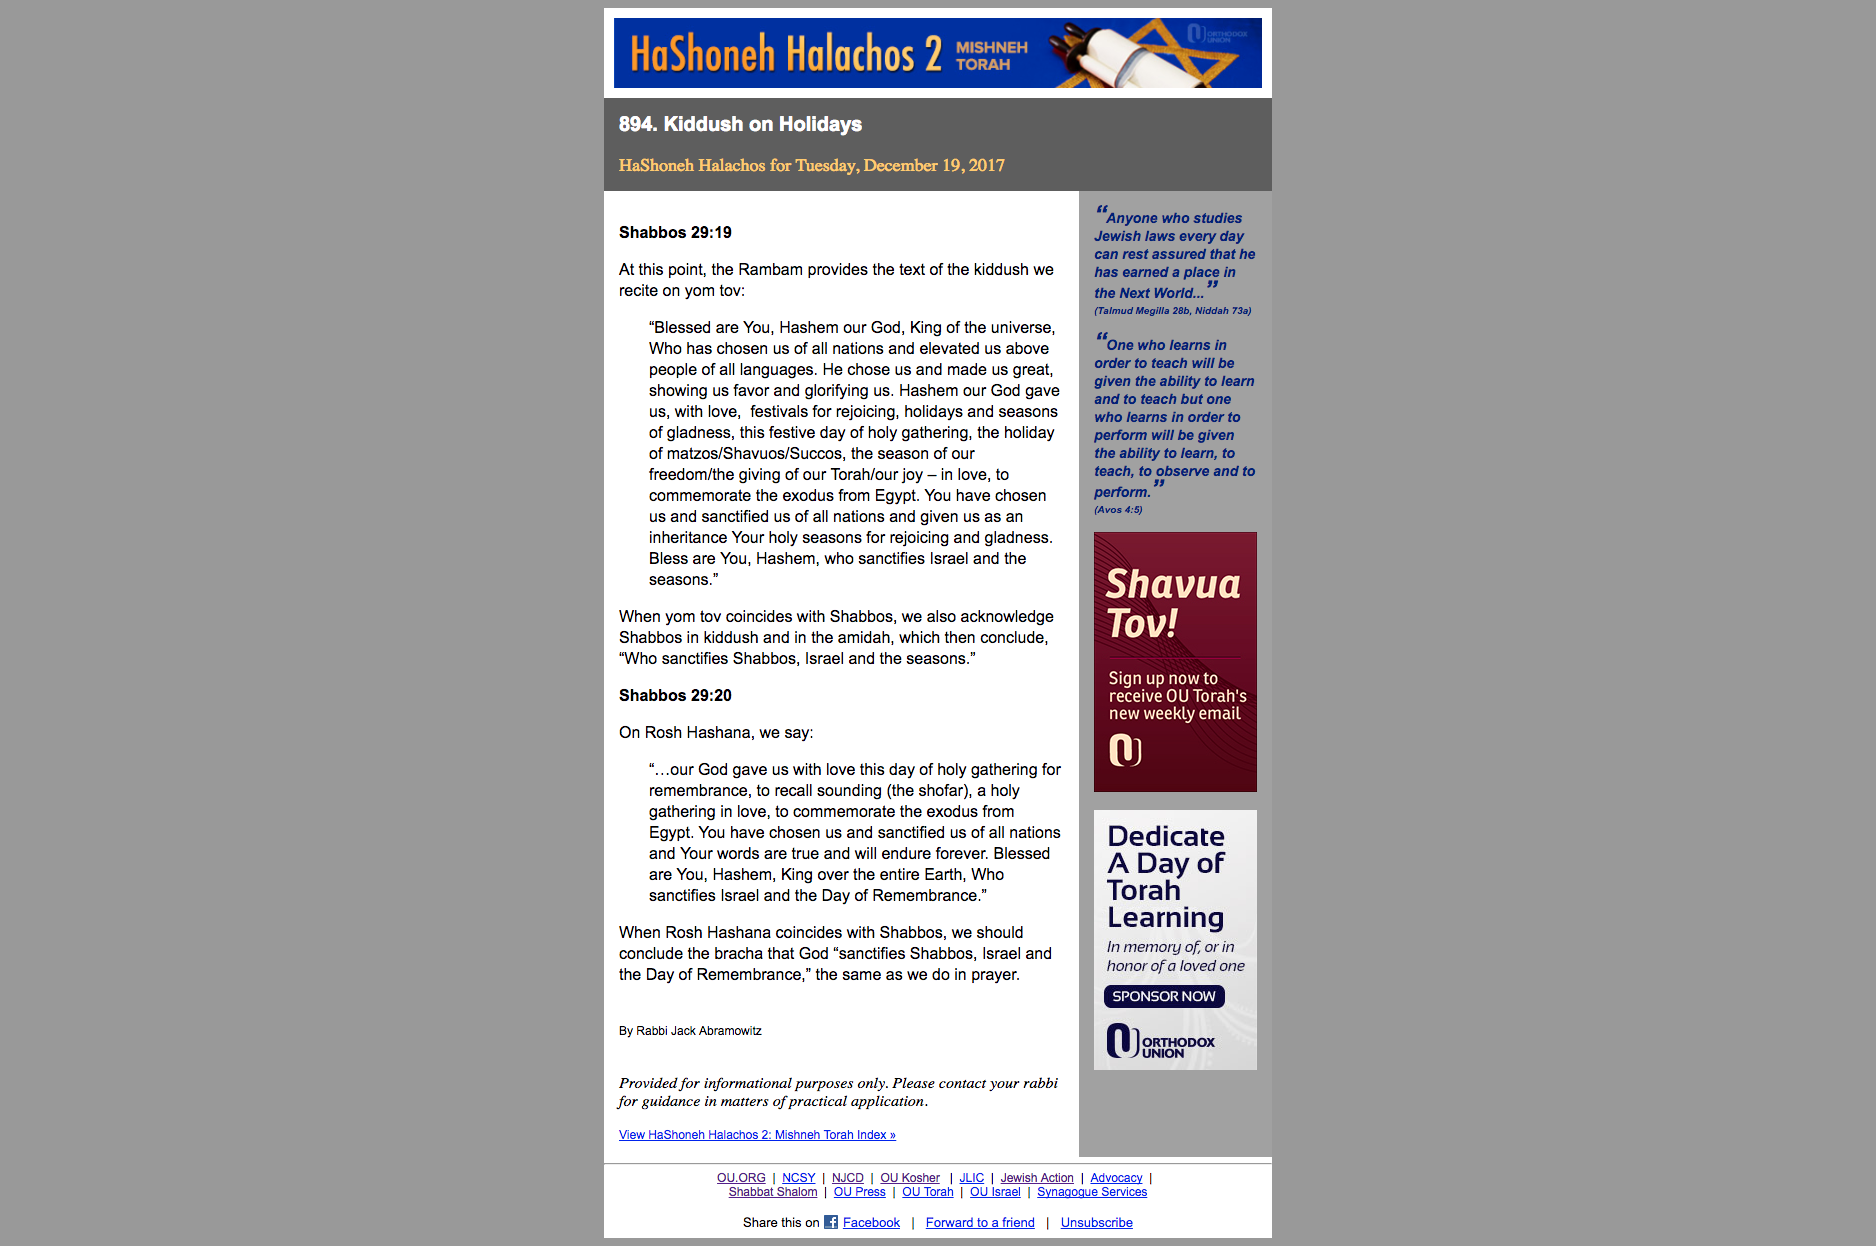 HaShoneh Halachos 2 MISHNEH
TORAH
ORTHODOX
UNION
894. Kiddush on Holidays
HaShoneh Halachos for Tuesday, December 19, 2017
Shabbos 29:19
At this point, the Rambam provides the text of the kiddush we
recite on yom tov:
“Blessed are You, Hashem our God, King of the universe,
Who has chosen us of all nations and elevated us above
people of all languages. He chose us and made us great,
showing us favor and glorifying us. Hashem our God gave
us, with love,  festivals for rejoicing, holidays and seasons
of gladness, this festive day of holy gathering, the holiday
of matzos/Shavuos/Succos, the season of our
freedom/the giving of our Torah/our joy – in love, to
commemorate the exodus from Egypt. You have chosen
us and sanctified us of all nations and given us as an
inheritance Your holy seasons for rejoicing and gladness.
Bless are You, Hashem, who sanctifies Israel and the
seasons.”
When yom tov coincides with Shabbos, we also acknowledge
Shabbos in kiddush and in the amidah, which then conclude,
“Who sanctifies Shabbos, Israel and the seasons.”
Shabbos 29:20
On Rosh Hashana, we say:
“…our God gave us with love this day of holy gathering for
remembrance, to recall sounding (the shofar), a holy
gathering in love, to commemorate the exodus from
Egypt. You have chosen us and sanctified us of all nations
and Your words are true and will endure forever. Blessed
are You, Hashem, King over the entire Earth, Who
sanctifies Israel and the Day of Remembrance.”
When Rosh Hashana coincides with Shabbos, we should
conclude the bracha that God “sanctifies Shabbos, Israel and
the Day of Remembrance,” the same as we do in prayer.
By Rabbi Jack Abramowitz
Provided for informational purposes only. Please contact your rabbi
for guidance in matters of practical application.
View HaShoneh Halachos 2: Mishneh Torah Index »
“Anyone who studies
Jewish laws every day
can rest assured that he
has earned a place in
the Next World...”
(Talmud Megilla 28b, Niddah 73a)
“One who learns in
order to teach will be
given the ability to learn
and to teach but one
who learns in order to
perform will be given
the ability to learn, to
teach, to observe and to
perform.”
(Avos 4:5)
Shavua
Tov!
Sign up now to
receive OU Torah's
new weekly email
Dedicate
A Day of
Torah
Learning
In memory of, or in
honor of a loved one
SPONSOR NOW
ORTHODOX
UNION
OU.ORG | NCSY | NJCD | OU Kosher | JLIC | Jewish Action | Advocacy |
Shabbat Shalom | OU Press | OU Torah | OU Israel | Synagogue Services
Share this on Facebook | Forward to a friend | Unsubscribe